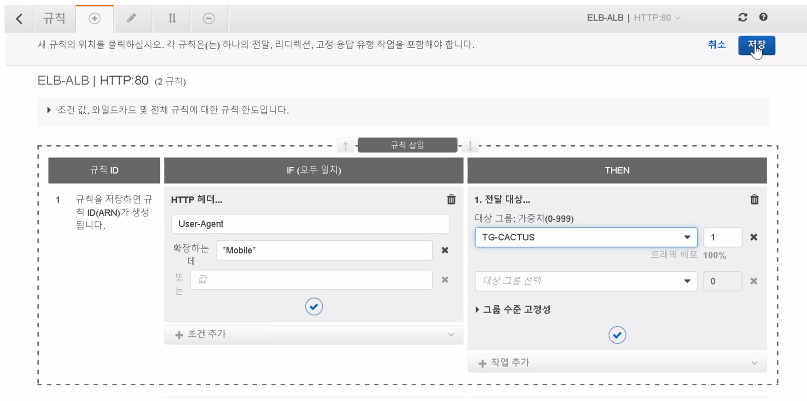 규칙
ELB-ALB | HTTP:80
새 규칙의 위치를 클릭하십시오. 각 규칙은(는) 하나의 전달, 리디렉션, 고정 응답 유형 작업을 포함해야 합니다.
취소
저장
ELB-ALB | HTTP:80 (2 규칙)
조건 값, 와일드카드 및 전체 규칙에 대한 규칙 한도입니다.
규칙 삽입
규칙 ID
IF (모두 일치)
THEN
1
규칙을 저장하면 규
칙 ID(ARN)가 생성
됩니다.
HTTP 헤더...
User-Agent
확장하는
데
*Mobile*
또
는
값
조건 추가
1. 전달 대상...
대상 그룹: 가중치(0-999)
TG-CACTUS
1
트래픽 배포 100%
대상 그룹 선택
0
그룹 수준 고정성
작업 추가